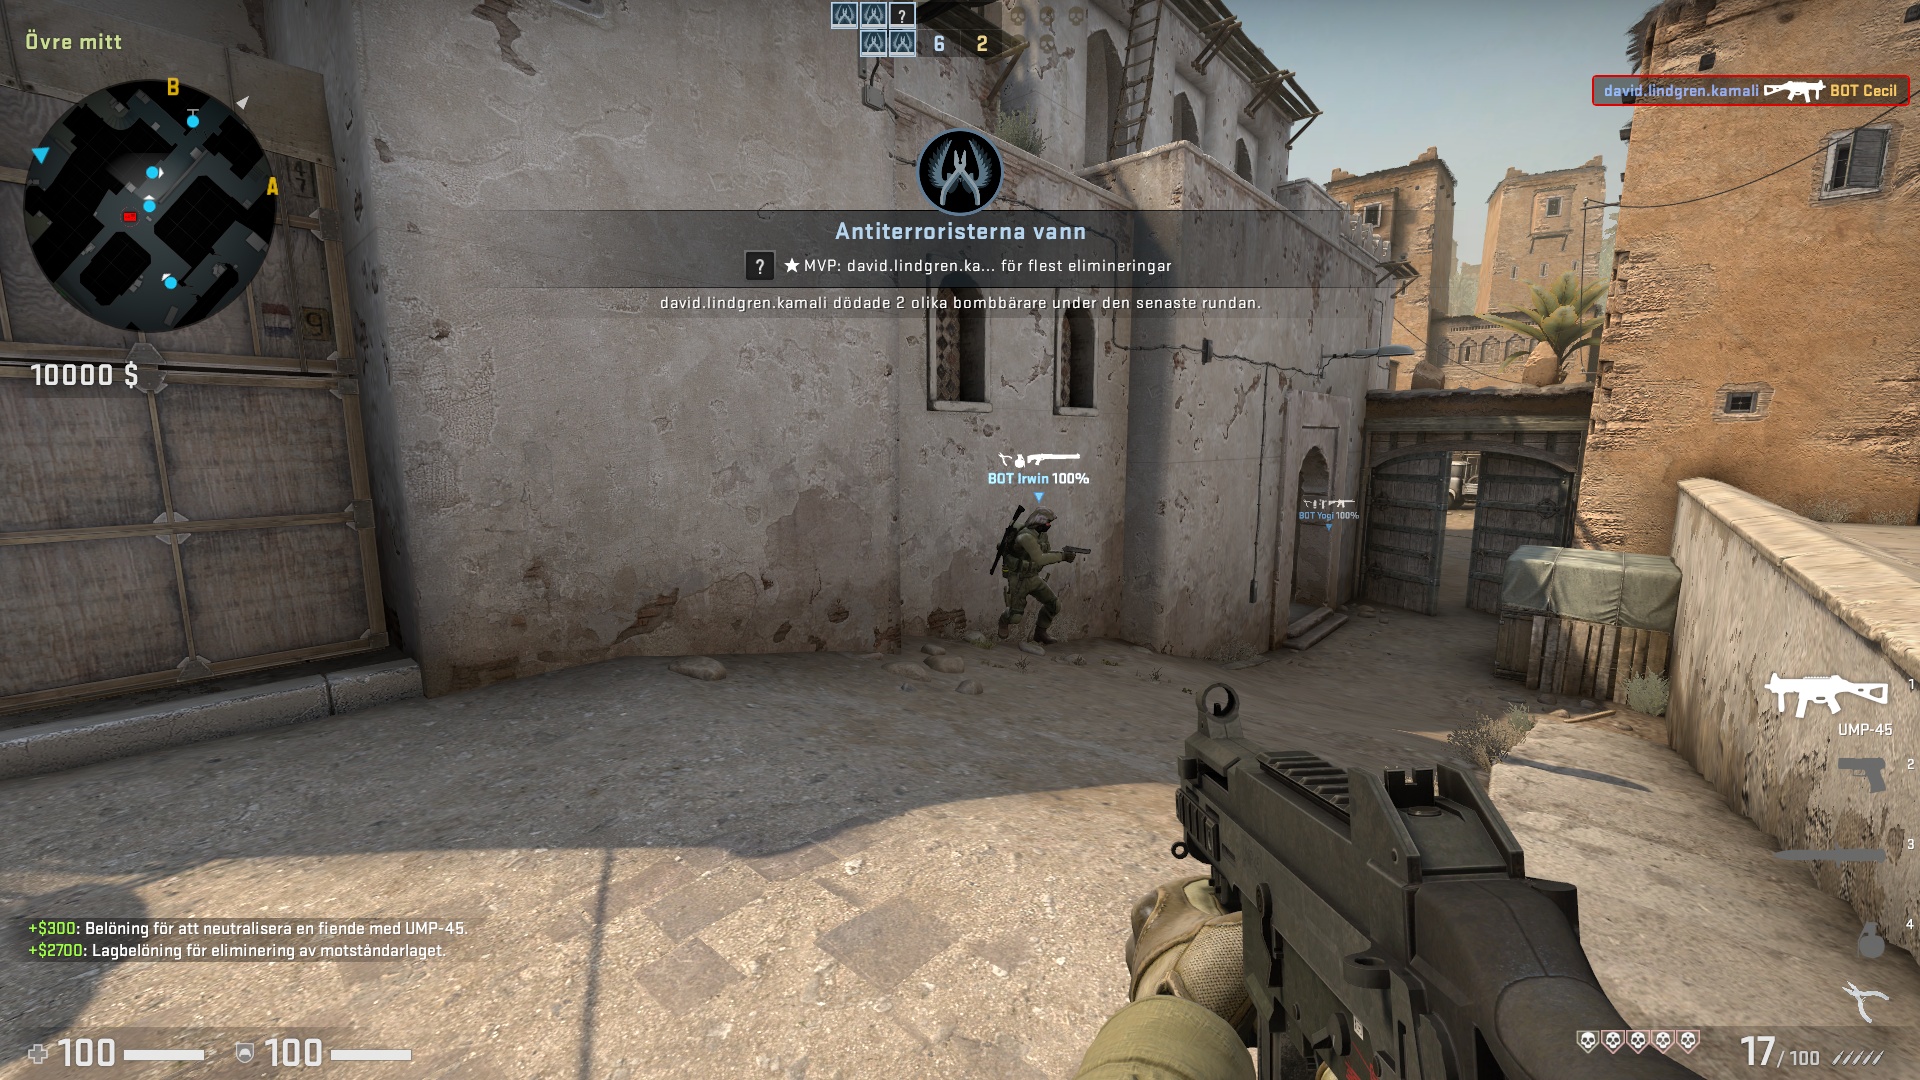 Övre mitt
?
6 2
B
A
david.lindgren.kamali BOT Cecil
Antiterroristerna vann
? ★ MVP: david.lindgren.ka... för flest elimineringar
david.lindgren.kamali dödade 2 olika bombbärare under den senaste rundan.
10000 $
BOT Irwin 100%
BOT Yogi 100%
1
UMP-45
2
3
4
+$300: Belöning för att neutralisera en fiende med UMP-45.
+$2700: Lagbelöning för eliminering av motståndarlaget.
100 100
17 / 100